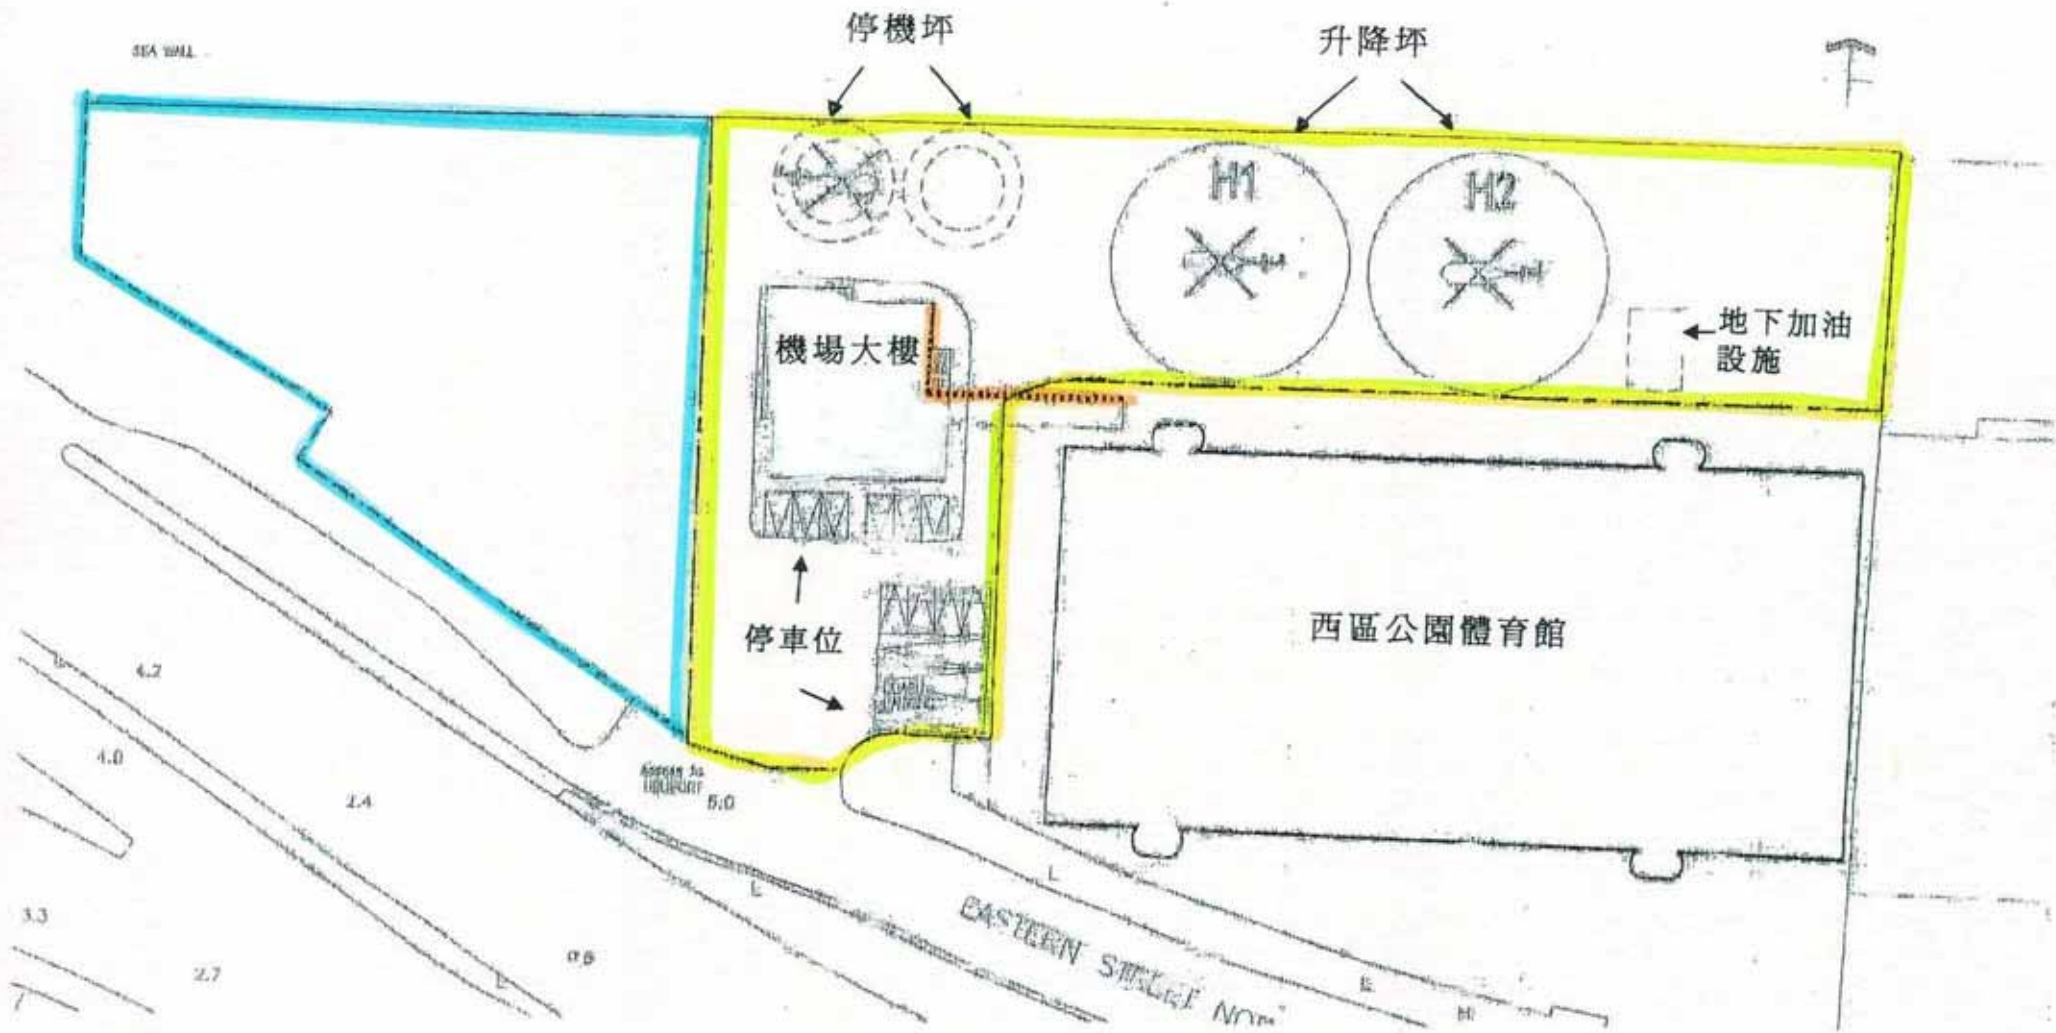 停機坪
升降坪
SEA WALL
H1
H2
機場大樓
地下加油
設施
停車位
西區公園體育館
4.2
4.0
2.4
5.0
3.3
2.7
EASTERN STREET